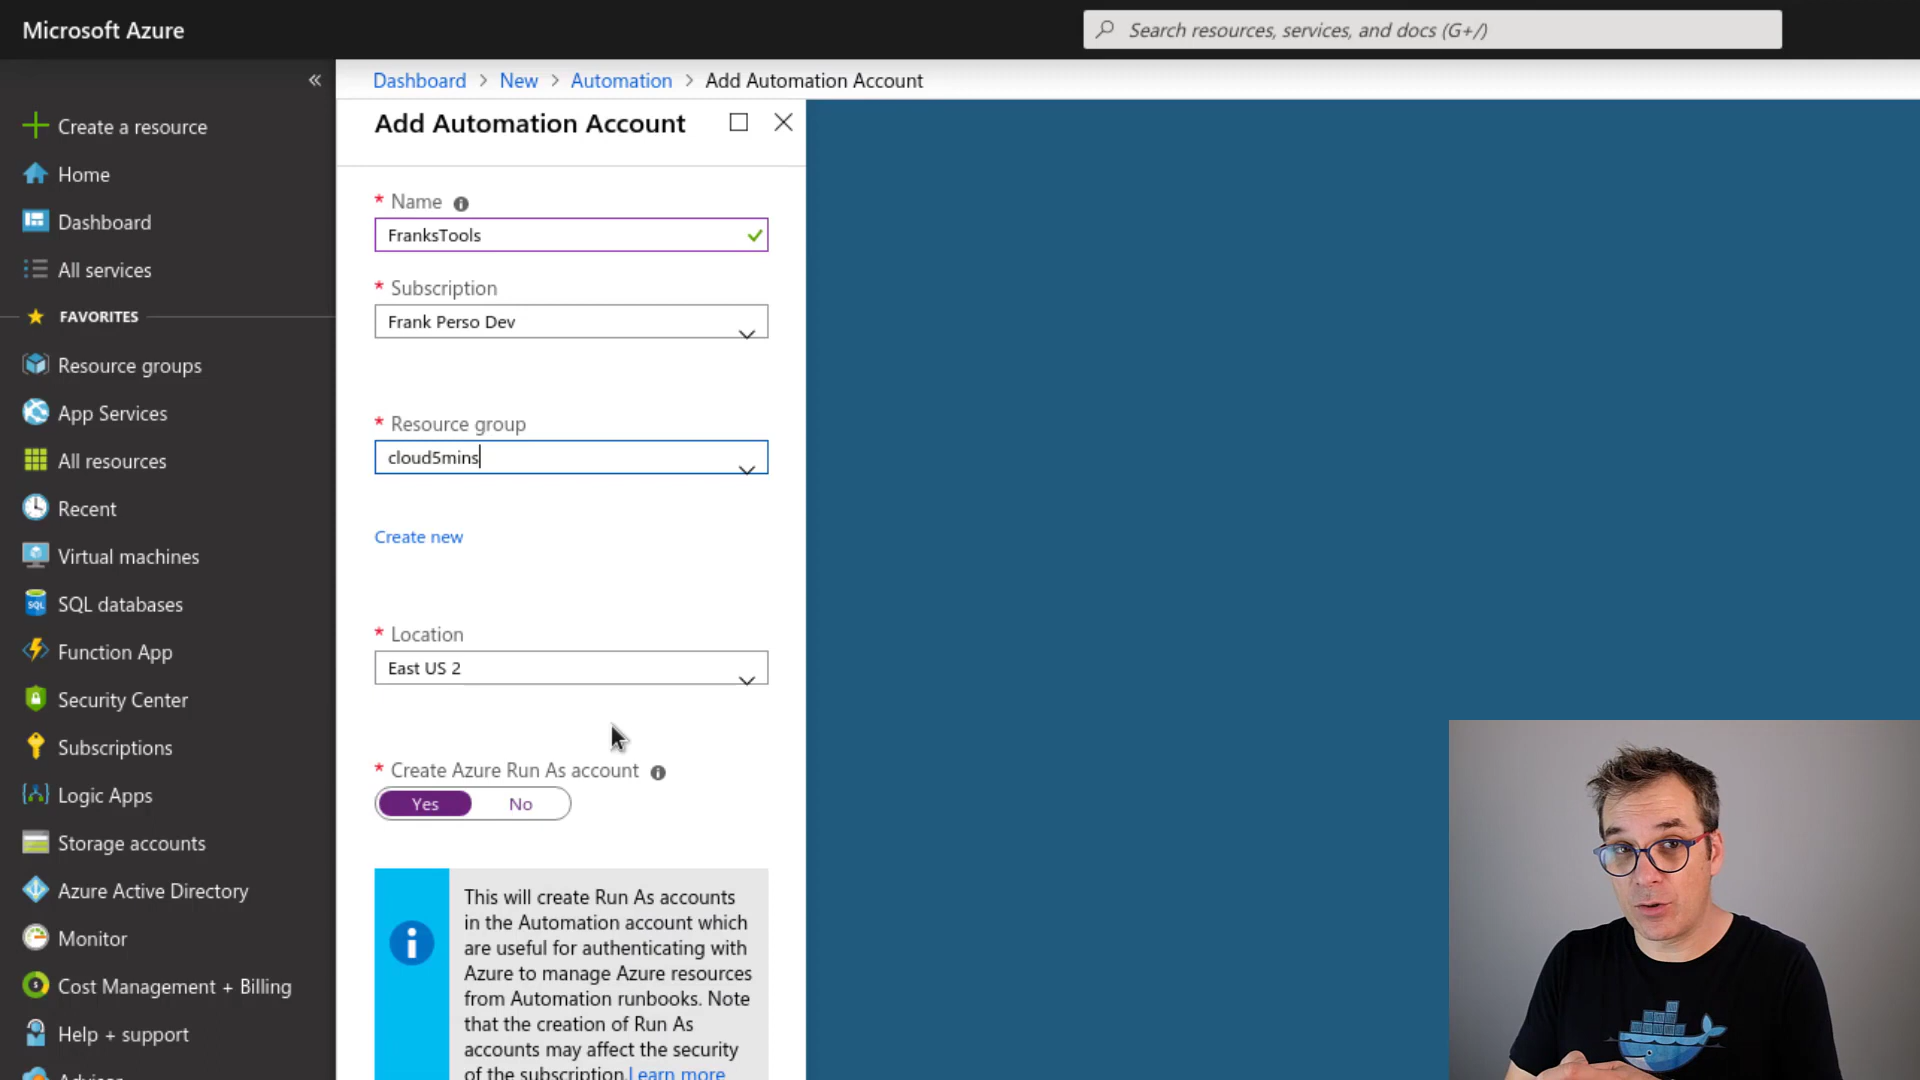 Microsoft Azure
Search resources, services, and docs (G+/)
«
Dashboard > New > Automation > Add Automation Account
Create a resource
Home
Dashboard
All services
FAVORITES
Resource groups
App Services
All resources
Recent
Virtual machines
SQL databases
Function App
Security Center
Subscriptions
Logic Apps
Storage accounts
Azure Active Directory
Monitor
Cost Management + Billing
Help + support
Advisor
Add Automation Account
* Name
FranksTools
* Subscription
Frank Perso Dev
* Resource group
cloud5mins
Create new
* Location
East US 2
* Create Azure Run As account
Yes No
This will create Run As accounts
in the Automation account which
are useful for authenticating with
Azure to manage Azure resources
from Automation runbooks. Note
that the creation of Run As
accounts may affect the security
of the subscription.Learn more